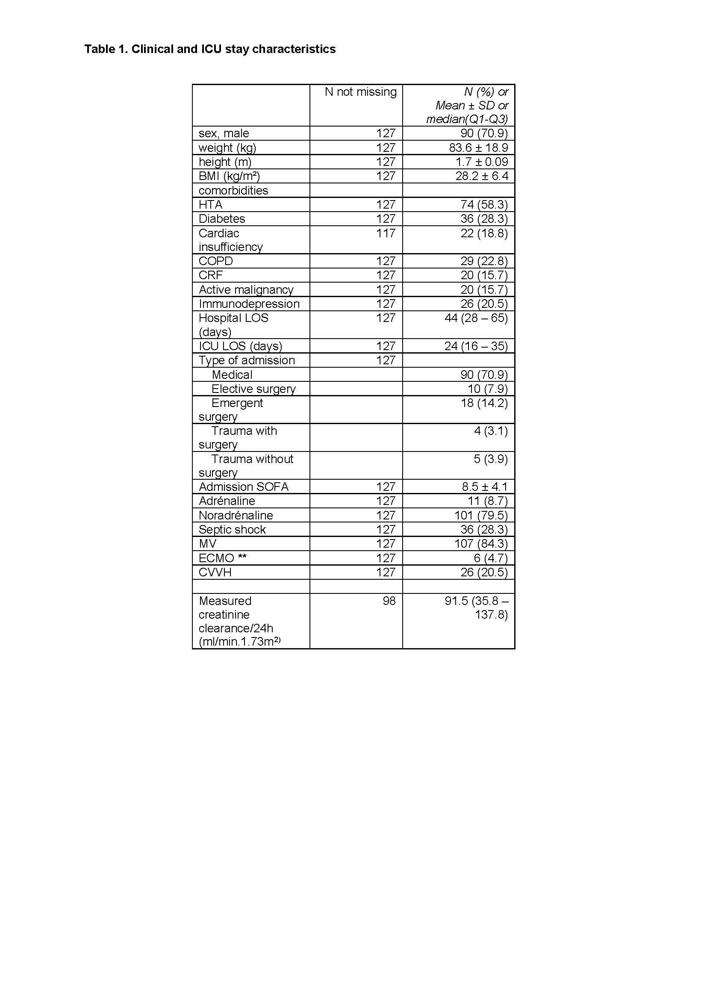 Table 1. Clinical and ICU stay characteristics
N not missing N (%) or
Mean ± SD or
median(Q1-Q3)
sex, male 127 90 (70.9)
weight (kg) 127 83.6 ± 18.9
height (m) 127 1.7 ± 0.09
BMI (kg/m²) 127 28.2 ± 6.4
comorbidities
HTA 127 74 (58.3)
Diabetes 127 36 (28.3)
Cardiac 117 22 (18.8)
insufficiency
COPD 127 29 (22.8)
CRF 127 20 (15.7)
Active malignancy 127 20 (15.7)
Immunodepression 127 26 (20.5)
Hospital LOS 127 44 (28 – 65)
(days)
ICU LOS (days) 127 24 (16 – 35)
Type of admission 127
Medical 90 (70.9)
Elective surgery 10 (7.9)
Emergent 18 (14.2)
surgery
Trauma with 4 (3.1)
surgery
Trauma without 5 (3.9)
surgery
Admission SOFA 127 8.5 ± 4.1
Adrénaline 127 11 (8.7)
Noradrénaline 127 101 (79.5)
Septic shock 127 36 (28.3)
MV 127 107 (84.3)
ECMO ** 127 6 (4.7)
CVVH 127 26 (20.5)
Measured 98 91.5 (35.8 –
creatinine 137.8)
clearance/24h
(ml/min.1.73m²⁾